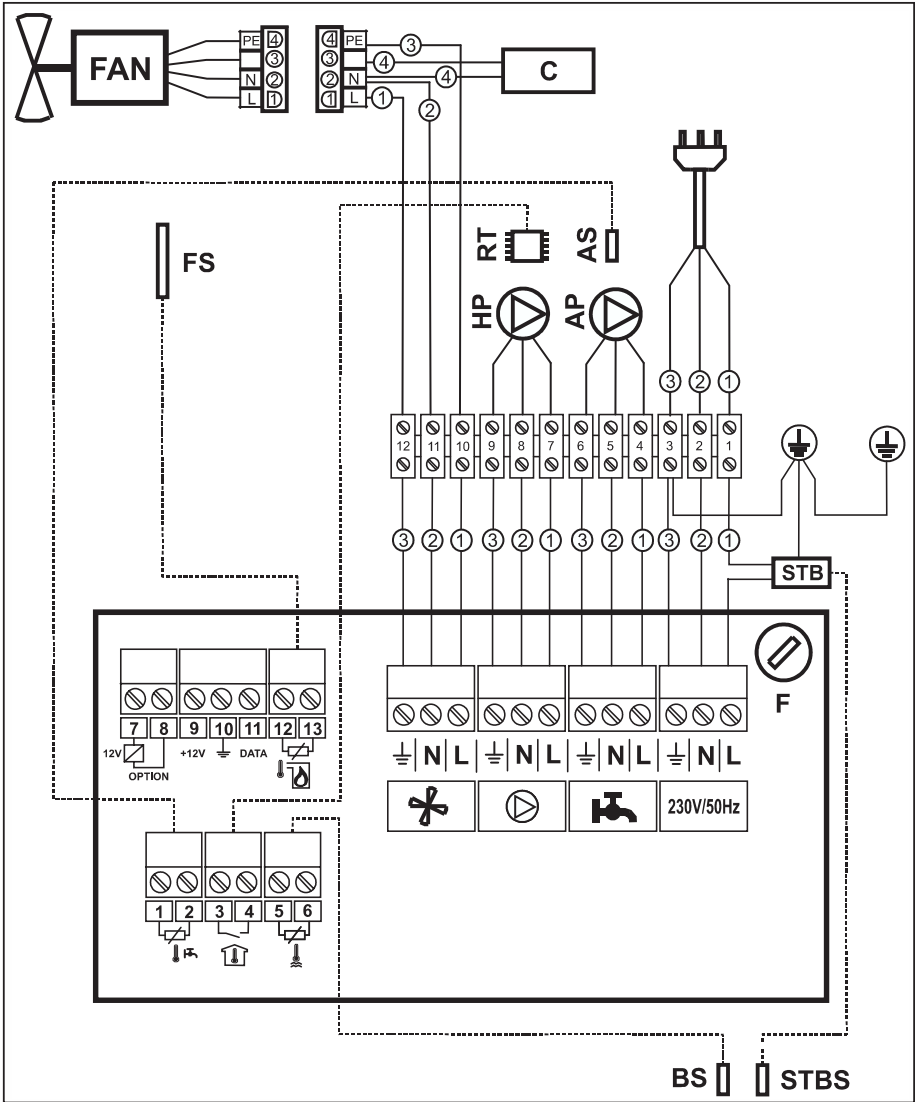 FAN
PE 4
3
N 2
L 1
4 PE
3
2 N
1 L
3
4
4
1
2
C
FS
RT
AS
HP
AP
3 2 1
12 11 10 9 8 7 6 5 4 3 2 1
3 2 1 3 2 1 3 2 1 3 2 1
STB
F
7 8 9 10 11 12 13
12V +12V DATA
OPTION
N L N L N L N L
230V/50Hz
1 2 3 4 5 6
BS
STBS